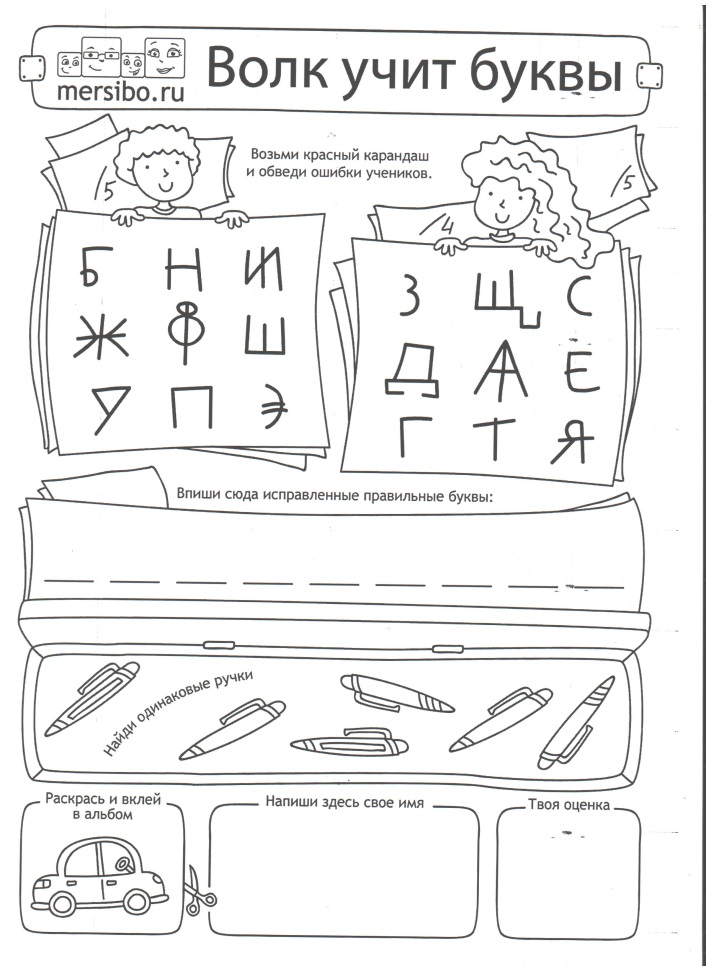 mersibo.ru
Волк учит буквы
Возьми красный карандаш
и обведи ошибки учеников.
/5
/4
/5
Б Н И
Ж Ф Ш
У П Э
З Щ С
Д Ж Е
Г Т Я
Впиши сюда исправленные правильные буквы:
Найди одинаковые ручки
Раскрась и вклей
в альбом
Напиши здесь свое имя
Твоя оценка